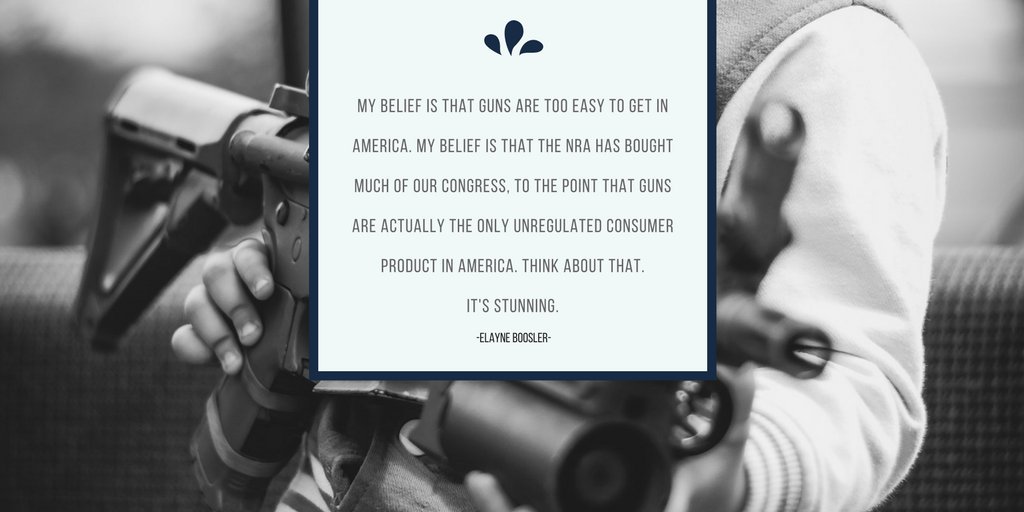 MY BELIEF IS THAT GUNS ARE TOO EASY TO GET IN
AMERICA. MY BELIEF IS THAT THE NRA HAS BOUGHT
MUCH OF OUR CONGRESS, TO THE POINT THAT GUNS
ARE ACTUALLY THE ONLY UNREGULATED CONSUMER
PRODUCT IN AMERICA. THINK ABOUT THAT.
IT'S STUNNING.
-ELAYNE BOOSLER-